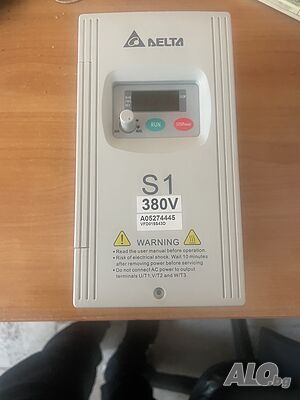 DELTA
RUN
S1
380V
A05274445
VFD015S43D
WARNING
• Read the user manual before operation.
• Risk of electrical shock. Wait 10 minutes
after removing power before servicing.
• Do not connect AC power to output
terminals U/T1,V/T2 and W/T3.
ALO.bg